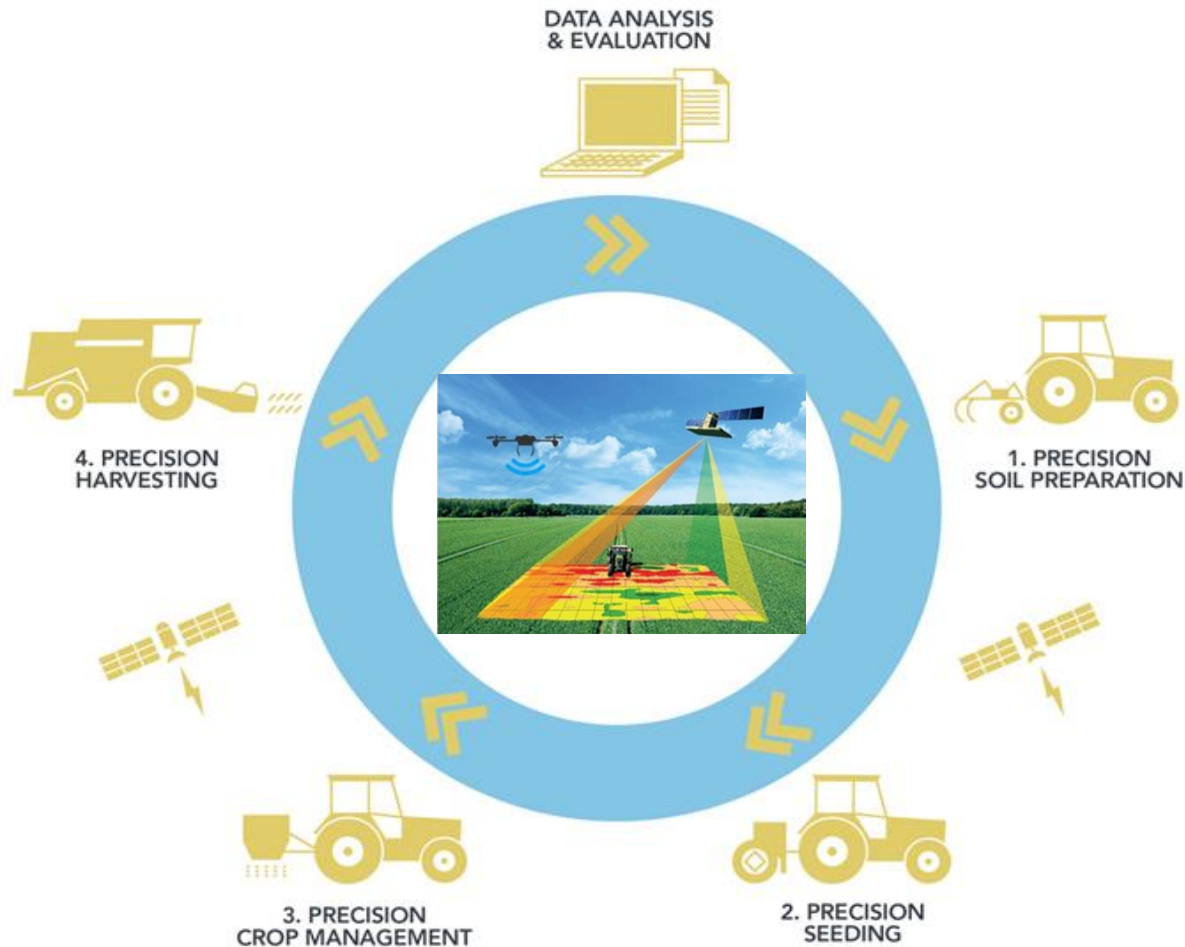 DATA ANALYSIS
& EVALUATION
1. PRECISION
SOIL PREPARATION
2. PRECISION
SEEDING
3. PRECISION
CROP MANAGEMENT
4. PRECISION
HARVESTING